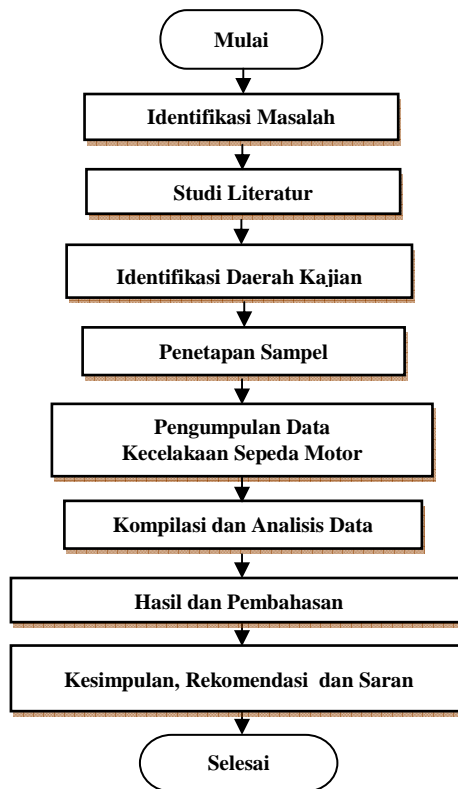 Mulai
Identifikasi Masalah
Studi Literatur
Identifikasi Daerah Kajian
Penetapan Sampel
Pengumpulan Data
Kecelakaan Sepeda Motor
Kompilasi dan Analisis Data
Hasil dan Pembahasan
Kesimpulan, Rekomendasi dan Saran
Selesai